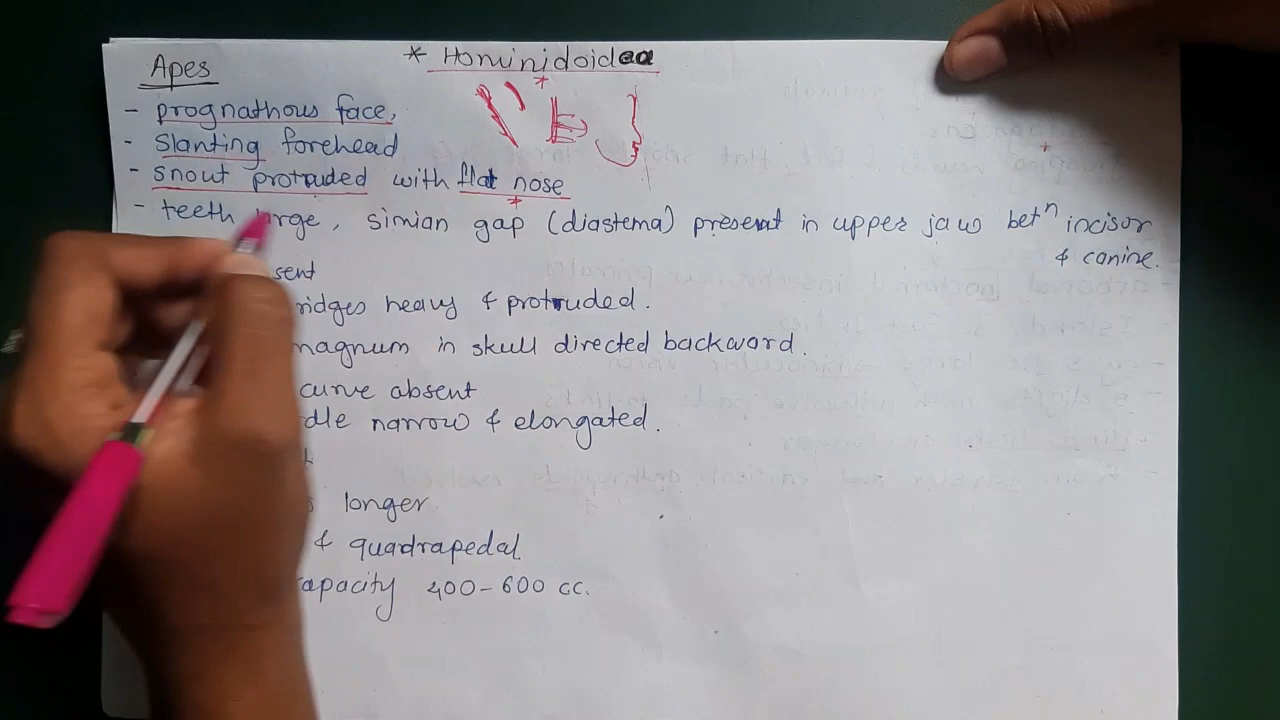 * Hominidoidea
Apes
- prognathous face,
- Slanting forehead
- snout protruded with flat nose
- teeth large, simian gap (diastema) present in upper jaw betⁿ incisor
& canine.
ridges heavy & protruded.
magnum in skull directed backward.
curve absent
narrow & elongated.
longer
& quadrapedal
capacity 400-600 cc.